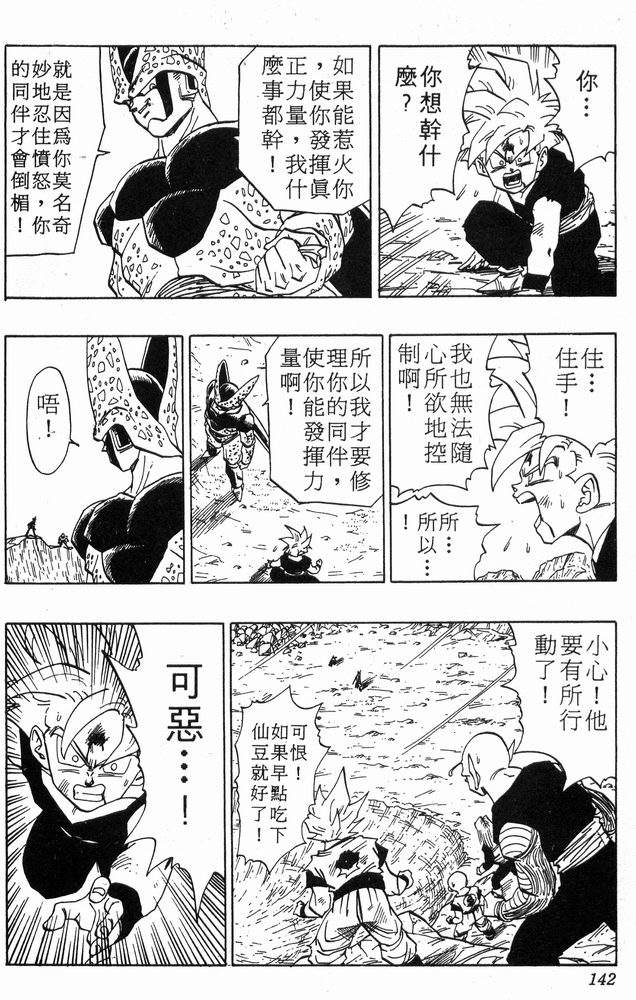 你…
你想幹什
麼？
如果能惹火你
，使你發揮真
正力量，我什
麼事都幹！
就是因爲你莫名奇
妙地忍住憤怒，你
的同伴才會倒楣！
住…
住手！
我也無法隨
心所欲地控
制啊！
所…
所以…
！
所以我才要修
理你的同伴，
使你能發揮力
量啊！
唔！
小心！他
要有所行
動了！
可恨！
如果早點吃下
仙豆就好了！
可惡…！
142